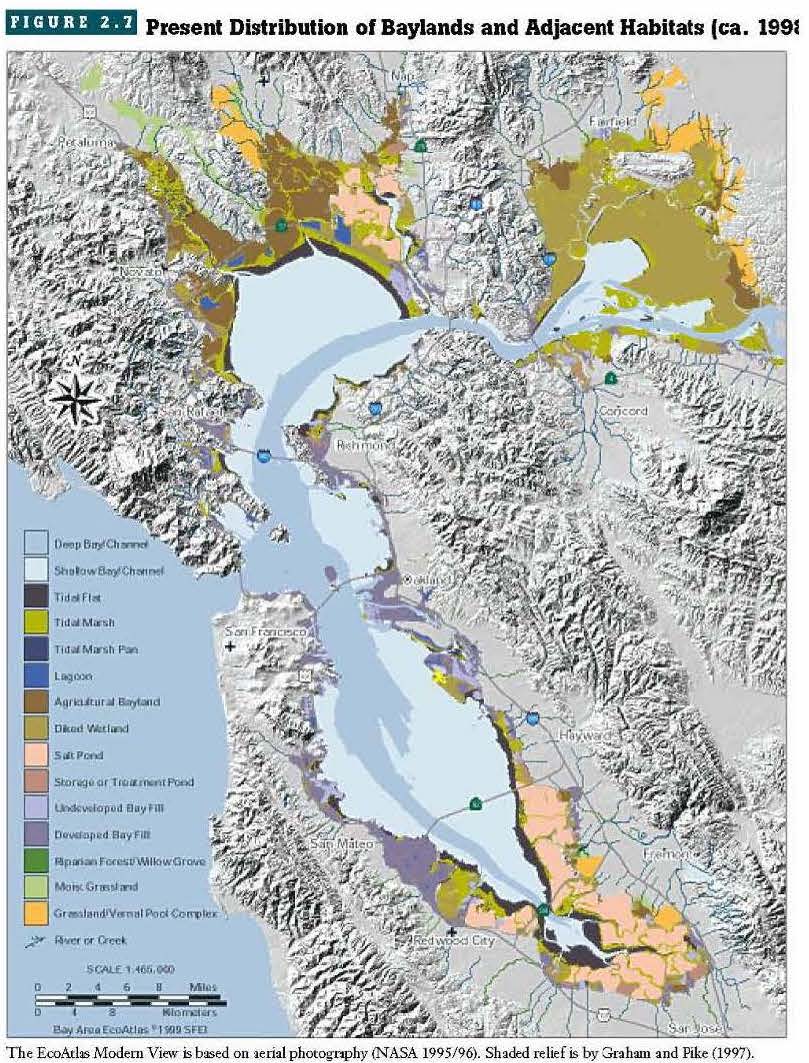 FIGURE 2.7 Present Distribution of Baylands and Adjacent Habitats (ca. 1998
Nap
Fairfield
Petaluma
Novato
San Rafael
Concord
Richmond
Oakland
San Francisco
Hayward
San Mateo
Fremont
Redwood City
San Jose
N
Deep Bay/Channel
Shallow Bay/Channel
Tidal Flat
Tidal Marsh
Tidal Marsh Pan
Lagoon
Agricultural Bayland
Diked Wetland
Salt Pond
Storage or Treatment Pond
Undeveloped Bay Fill
Developed Bay Fill
Riparian Forest/Willow Grove
Moist Grassland
Grassland/Vernal Pool Complex
River or Creek
SCALE 1:465,000
0 2 4 6 8 Miles
0 4 8 Kilometers
Bay Area EcoAtlas ©1999 SFEI
The EcoAtlas Modern View is based on aerial photography (NASA 1995/96). Shaded relief is by Graham and Pike (1997).